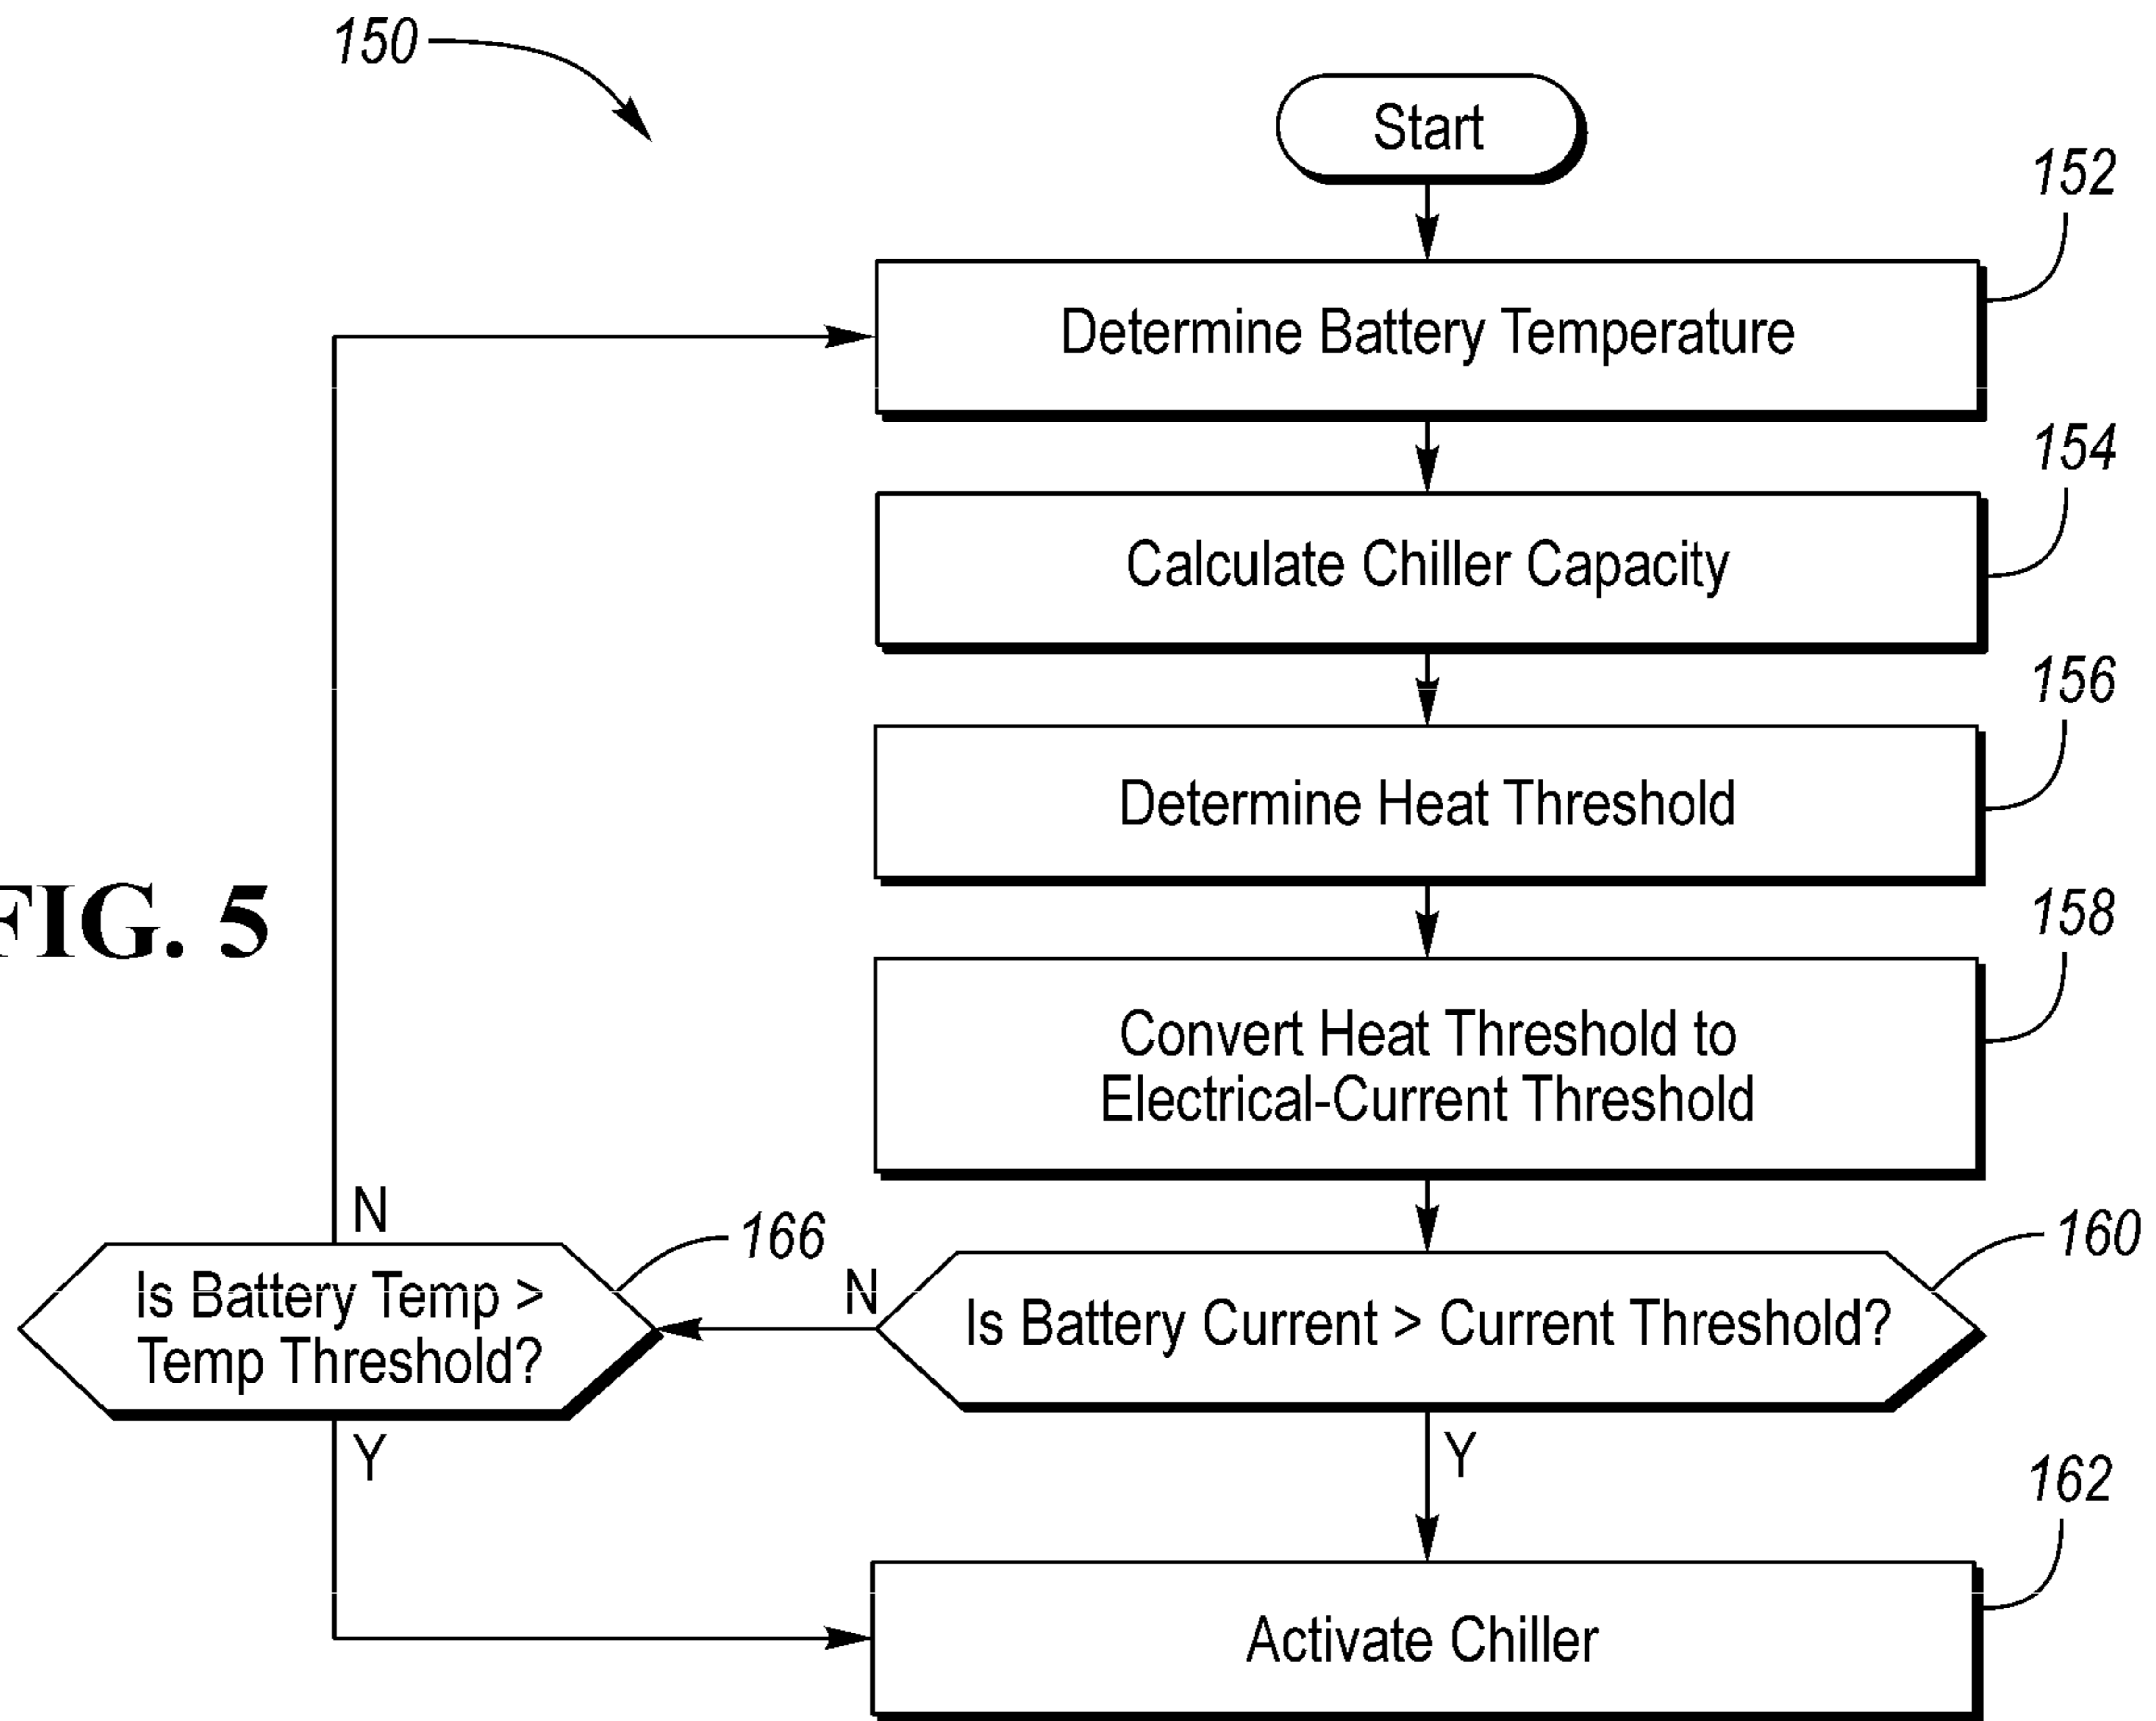 150
Start
152
Determine Battery Temperature
154
Calculate Chiller Capacity
156
Determine Heat Threshold
FIG. 5
158
Convert Heat Threshold to
Electrical-Current Threshold
N
166
160
Is Battery Temp >
Temp Threshold?
N
Is Battery Current > Current Threshold?
Y
Y
162
Activate Chiller